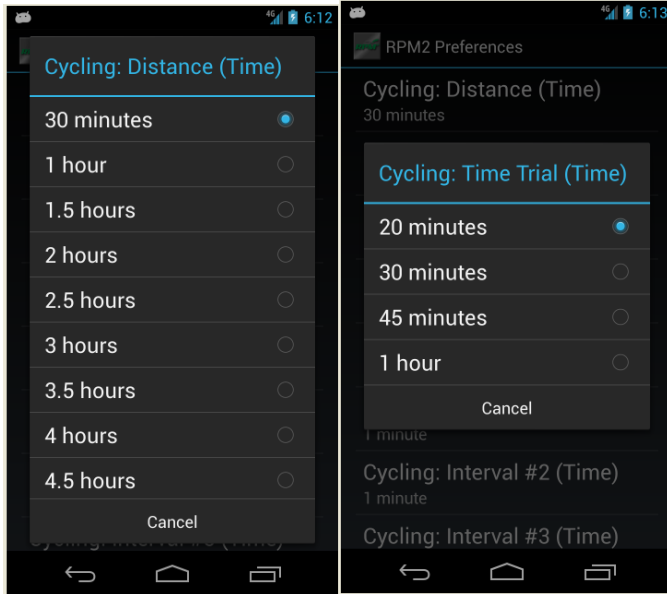 4G 6:12
Cycling: Distance (Time)
30 minutes
1 hour
1.5 hours
2 hours
2.5 hours
3 hours
3.5 hours
4 hours
4.5 hours
Cancel
4G 6:13
RPM2 Preferences
Cycling: Distance (Time)
30 minutes
Cycling: Time Trial (Time)
20 minutes
30 minutes
45 minutes
1 hour
Cancel
1 minute
Cycling: Interval #2 (Time)
1 minute
Cycling: Interval #3 (Time)